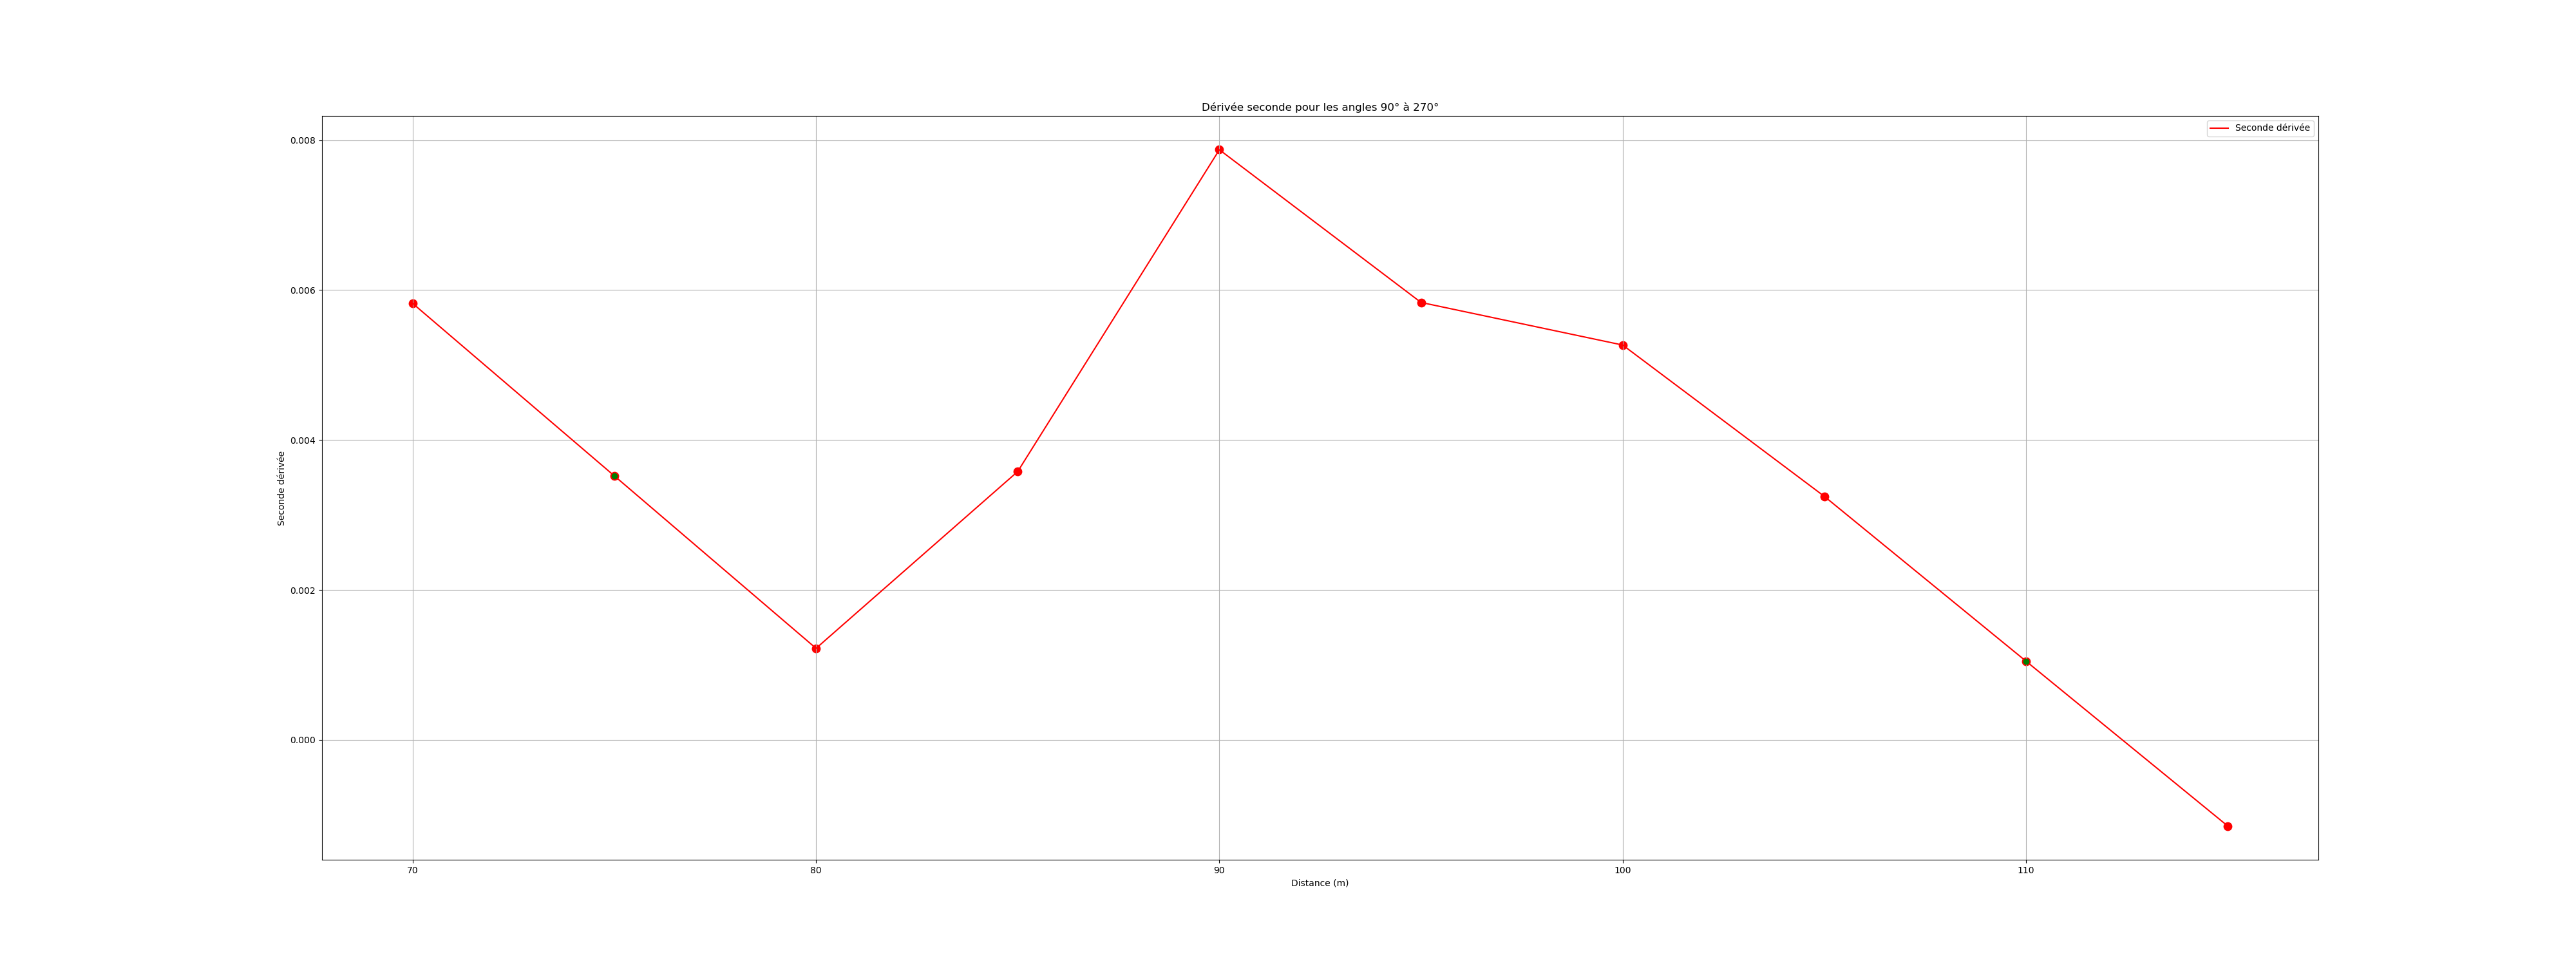 Dérivée seconde pour les angles 90° à 270°
Seconde dérivée
0.008
0.006
0.004
0.002
0.000
Seconde dérivée
70 80 90 100 110
Distance (m)